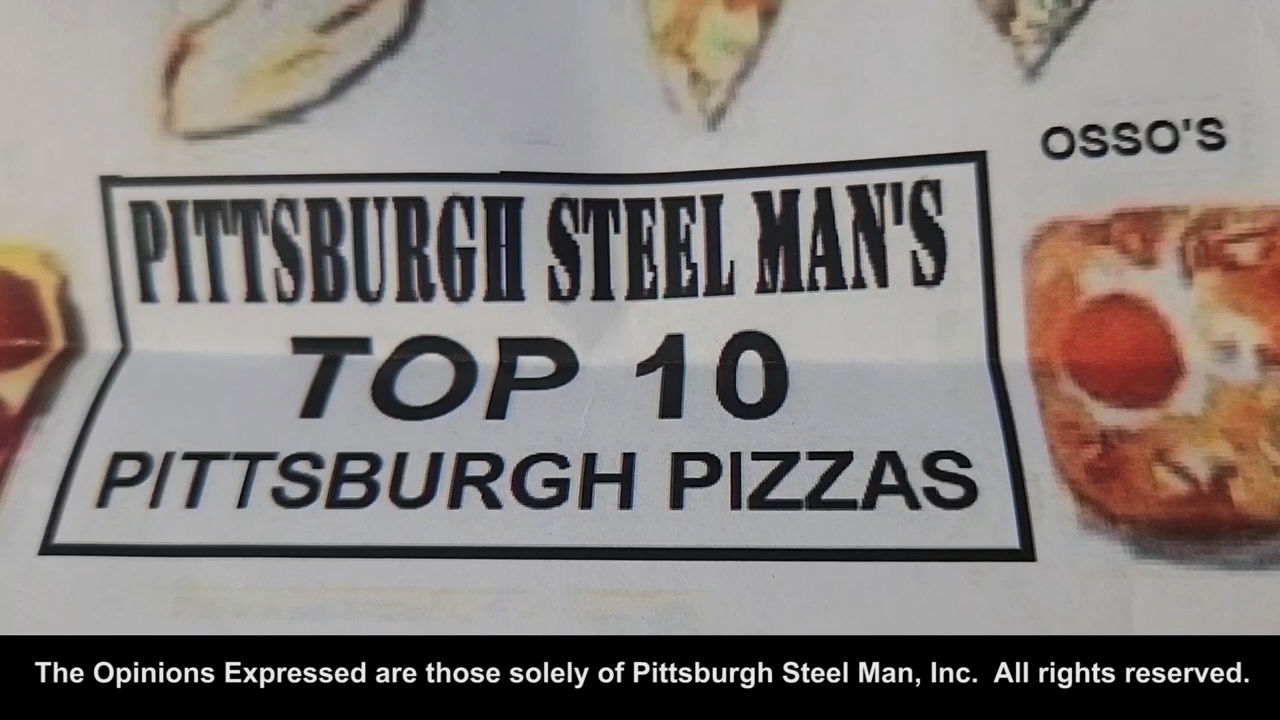 OSSO'S
PITTSBURGH STEEL MAN'S
TOP 10
PITTSBURGH PIZZAS
The Opinions Expressed are those solely of Pittsburgh Steel Man, Inc.  All rights reserved.